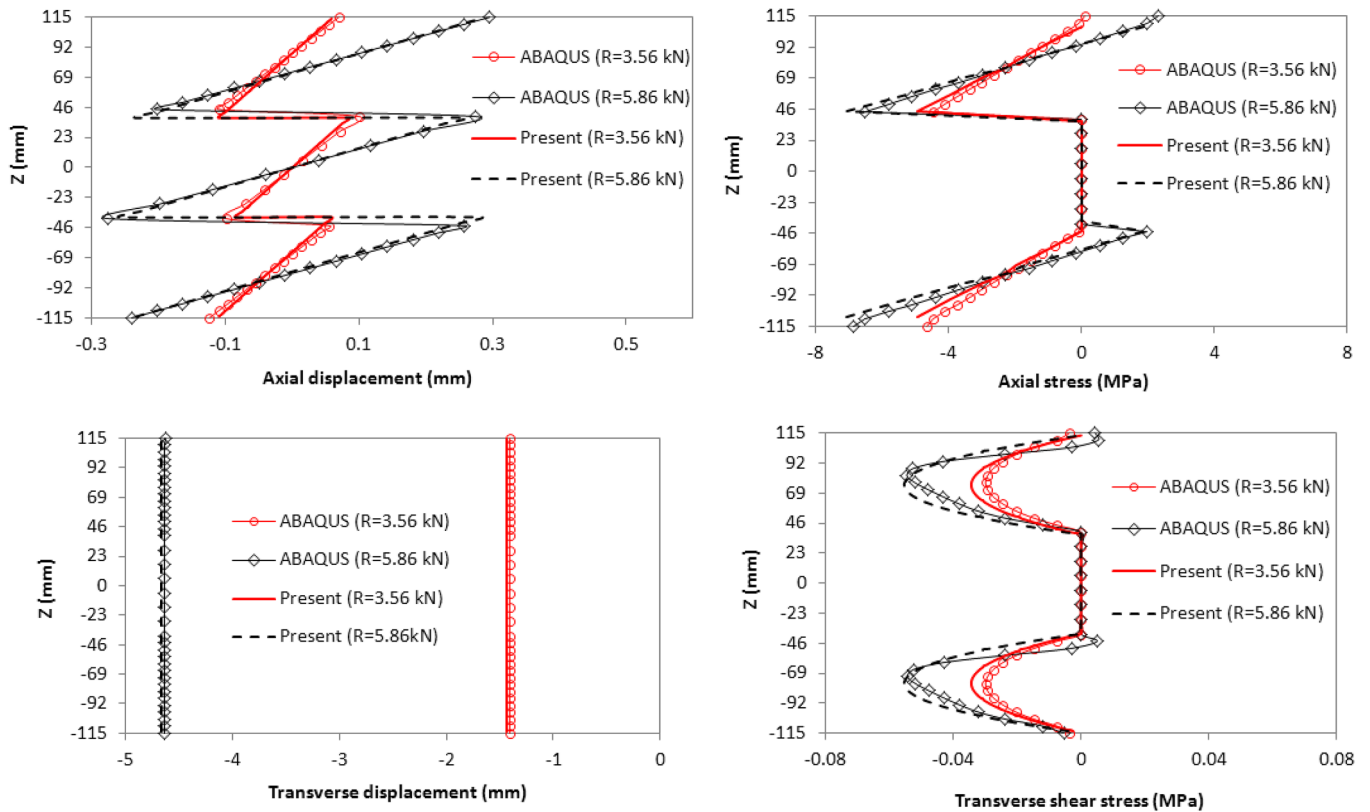 115
92
69
46
23
0
-23
-46
-69
-92
-115
Z (mm)
-0.3
-0.1
0.1
0.3
0.5
Axial displacement (mm)
ABAQUS (R=3.56 kN)
ABAQUS (R=5.86 kN)
Present (R=3.56 kN)
Present (R=5.86 kN)
115
92
69
46
23
0
-23
-46
-69
-92
-115
Z (mm)
-8
-4
0
4
8
Axial stress (MPa)
ABAQUS (R=3.56 kN)
ABAQUS (R=5.86 kN)
Present (R=3.56 kN)
Present (R=5.86 kN)
115
92
69
46
23
0
-23
-46
-69
-92
-115
Z (mm)
-5
-4
-3
-2
-1
0
Transverse displacement (mm)
ABAQUS (R=3.56 kN)
ABAQUS (R=5.86 kN)
Present (R=3.56 kN)
Present (R=5.86kN)
115
92
69
46
23
0
-23
-46
-69
-92
-115
Z (mm)
-0.08
-0.04
0
0.04
0.08
Transverse shear stress (MPa)
ABAQUS (R=3.56 kN)
ABAQUS (R=5.86 kN)
Present (R=3.56 kN)
Present (R=5.86 kN)